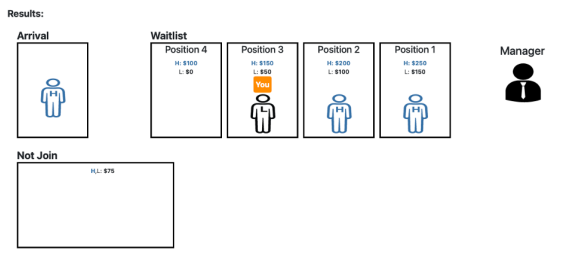 Results:
Arrival
Waitlist
Position 4
Position 3
Position 2
Position 1
Manager
H: $100
H: $150
H: $200
H: $250
L: $0
L: $50
L: $100
L: $150
You
H
L
H
H
Not Join
H,L: $75